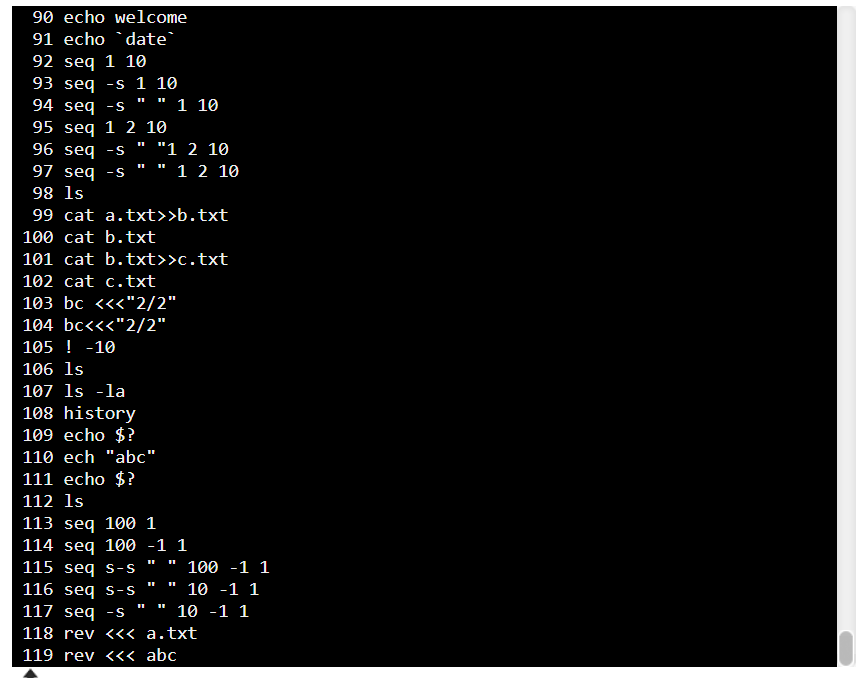 90 echo welcome
91 echo `date`
92 seq 1 10
93 seq -s 1 10
94 seq -s " " 1 10
95 seq 1 2 10
96 seq -s " "1 2 10
97 seq -s " " 1 2 10
98 ls
99 cat a.txt>>b.txt
100 cat b.txt
101 cat b.txt>>c.txt
102 cat c.txt
103 bc <<<"2/2"
104 bc<<<"2/2"
105 ! -10
106 ls
107 ls -la
108 history
109 echo $?
110 ech "abc"
111 echo $?
112 ls
113 seq 100 1
114 seq 100 -1 1
115 seq s-s " " 100 -1 1
116 seq s-s " " 10 -1 1
117 seq -s " " 10 -1 1
118 rev <<< a.txt
119 rev <<< abc